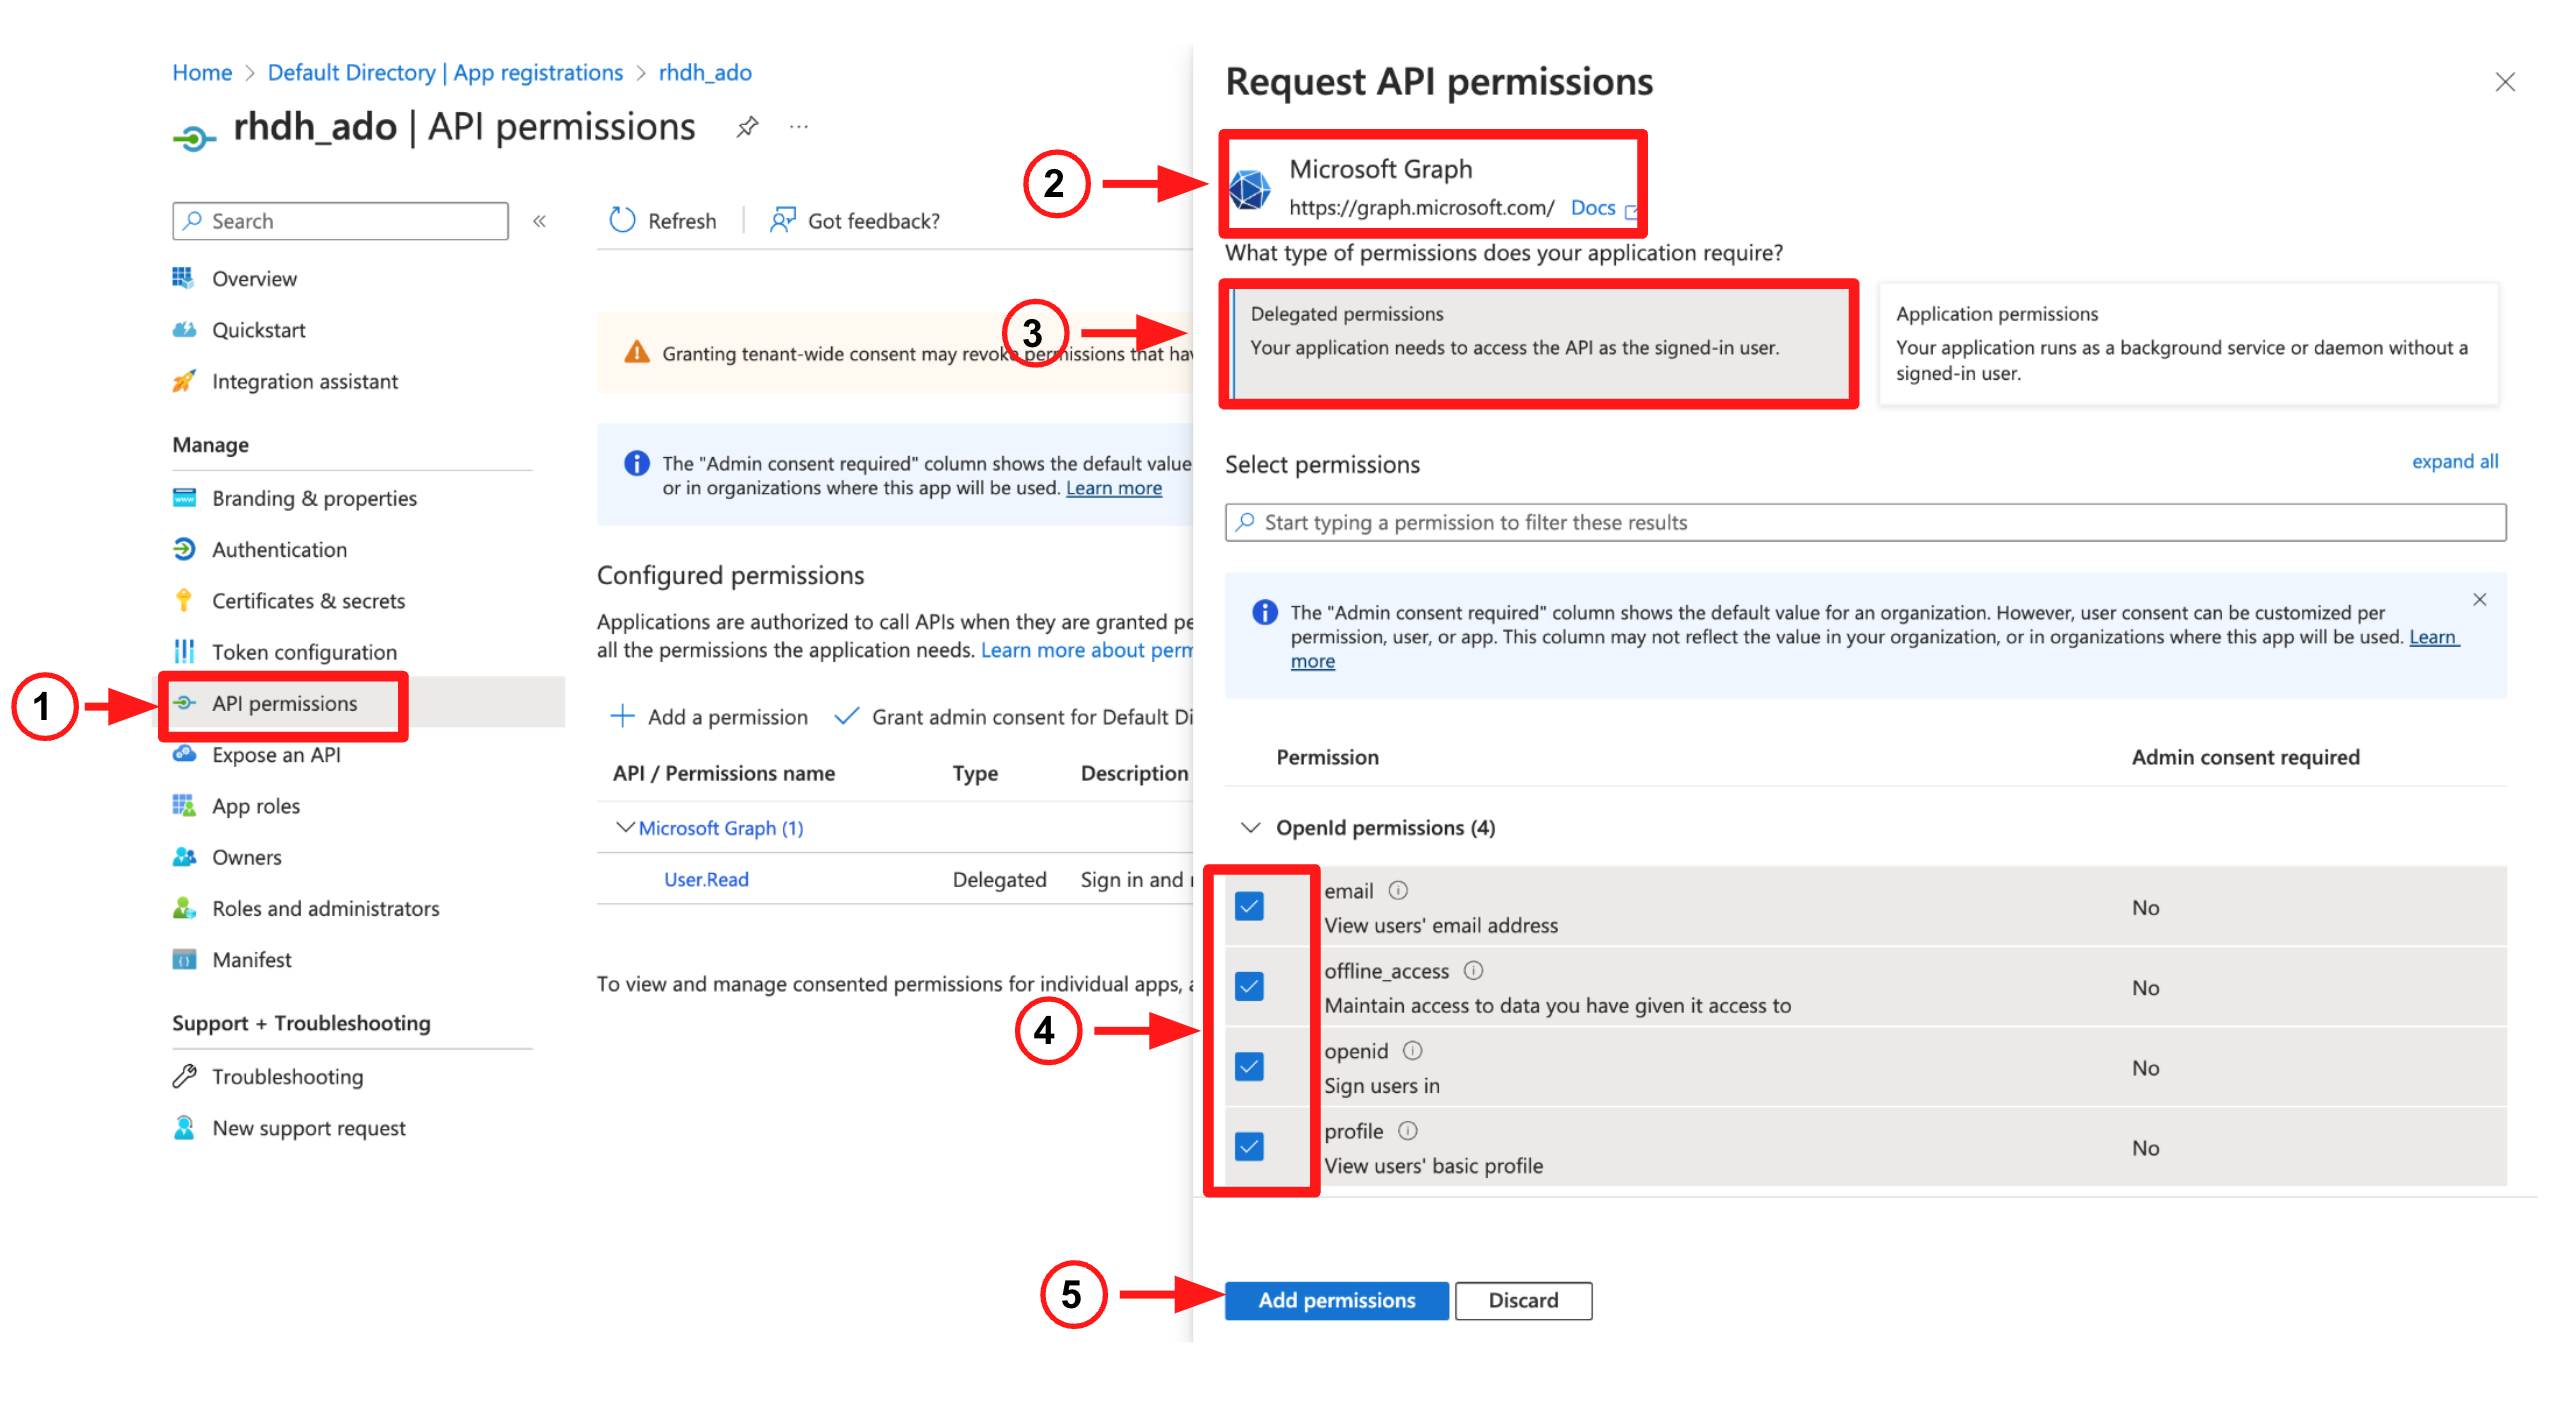 Home > Default Directory | App registrations > rhdh_ado
rhdh_ado | API permissions
...
Search
«
Overview
Quickstart
Integration assistant
Manage
Branding & properties
Authentication
Certificates & secrets
Token configuration
1
API permissions
Expose an API
App roles
Owners
Roles and administrators
Manifest
Support + Troubleshooting
Troubleshooting
New support request
Refresh
Got feedback?
Granting tenant-wide consent may revoke permissions that hav
The "Admin consent required" column shows the default value
or in organizations where this app will be used. Learn more
Configured permissions
Applications are authorized to call APIs when they are granted pe
all the permissions the application needs. Learn more about perm
Add a permission
Grant admin consent for Default Di
API / Permissions name Type Description
Microsoft Graph (1)
User.Read Delegated Sign in and r
To view and manage consented permissions for individual apps, a
Request API permissions
2
Microsoft Graph
https://graph.microsoft.com/ Docs
What type of permissions does your application require?
3
Delegated permissions
Your application needs to access the API as the signed-in user.
Application permissions
Your application runs as a background service or daemon without a
signed-in user.
Select permissions
expand all
Start typing a permission to filter these results
The "Admin consent required" column shows the default value for an organization. However, user consent can be customized per
permission, user, or app. This column may not reflect the value in your organization, or in organizations where this app will be used. Learn
more
Permission Admin consent required
OpenId permissions (4)
4
email
View users' email address
No
offline_access
Maintain access to data you have given it access to
No
openid
Sign users in
No
profile
View users' basic profile
No
5
Add permissions
Discard